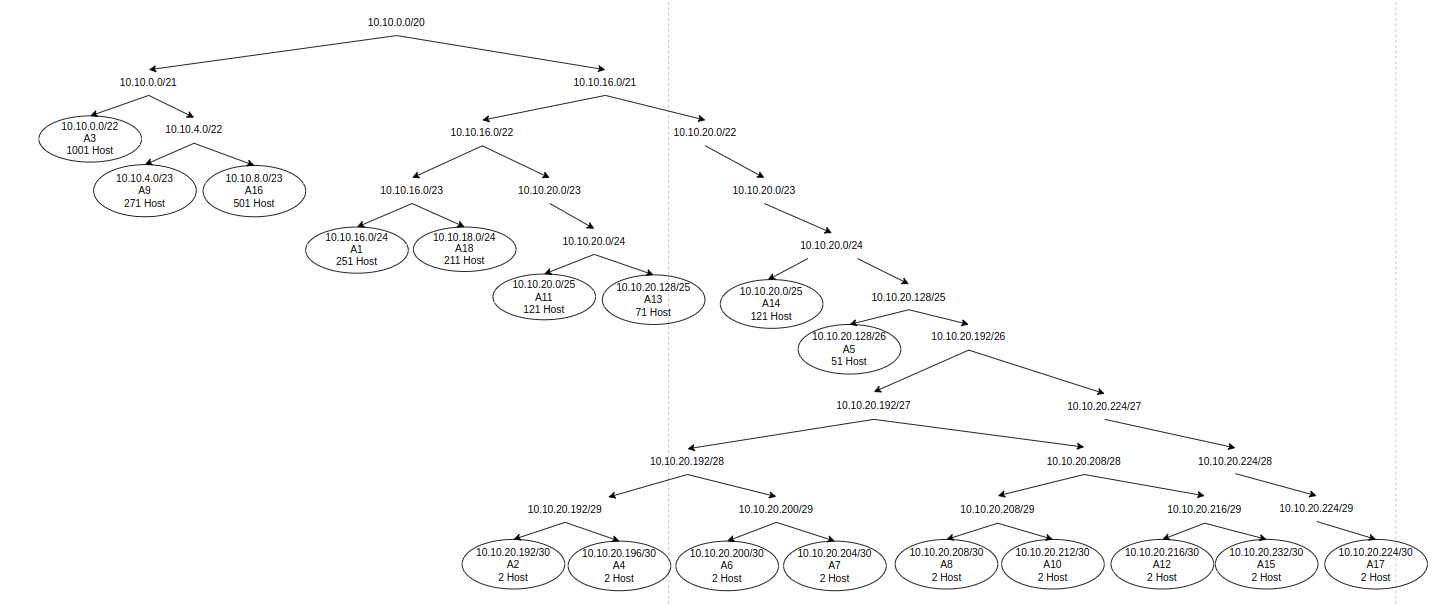 10.10.0.0/20
10.10.0.0/21
10.10.16.0/21
10.10.0.0/22
A3
1001 Host
10.10.4.0/22
10.10.16.0/22
10.10.20.0/22
10.10.4.0/23
A9
271 Host
10.10.8.0/23
A16
501 Host
10.10.16.0/23
10.10.20.0/23
10.10.20.0/23
10.10.16.0/24
A1
251 Host
10.10.18.0/24
A18
211 Host
10.10.20.0/24
10.10.20.0/24
10.10.20.0/25
A11
121 Host
10.10.20.128/25
A13
71 Host
10.10.20.0/25
A14
121 Host
10.10.20.128/25
10.10.20.128/26
A5
51 Host
10.10.20.192/26
10.10.20.192/27
10.10.20.224/27
10.10.20.192/28
10.10.20.208/28
10.10.20.224/28
10.10.20.192/29
10.10.20.200/29
10.10.20.208/29
10.10.20.216/29
10.10.20.224/29
10.10.20.192/30
A2
2 Host
10.10.20.196/30
A4
2 Host
10.10.20.200/30
A6
2 Host
10.10.20.204/30
A7
2 Host
10.10.20.208/30
A8
2 Host
10.10.20.212/30
A10
2 Host
10.10.20.216/30
A12
2 Host
10.10.20.232/30
A15
2 Host
10.10.20.224/30
A17
2 Host